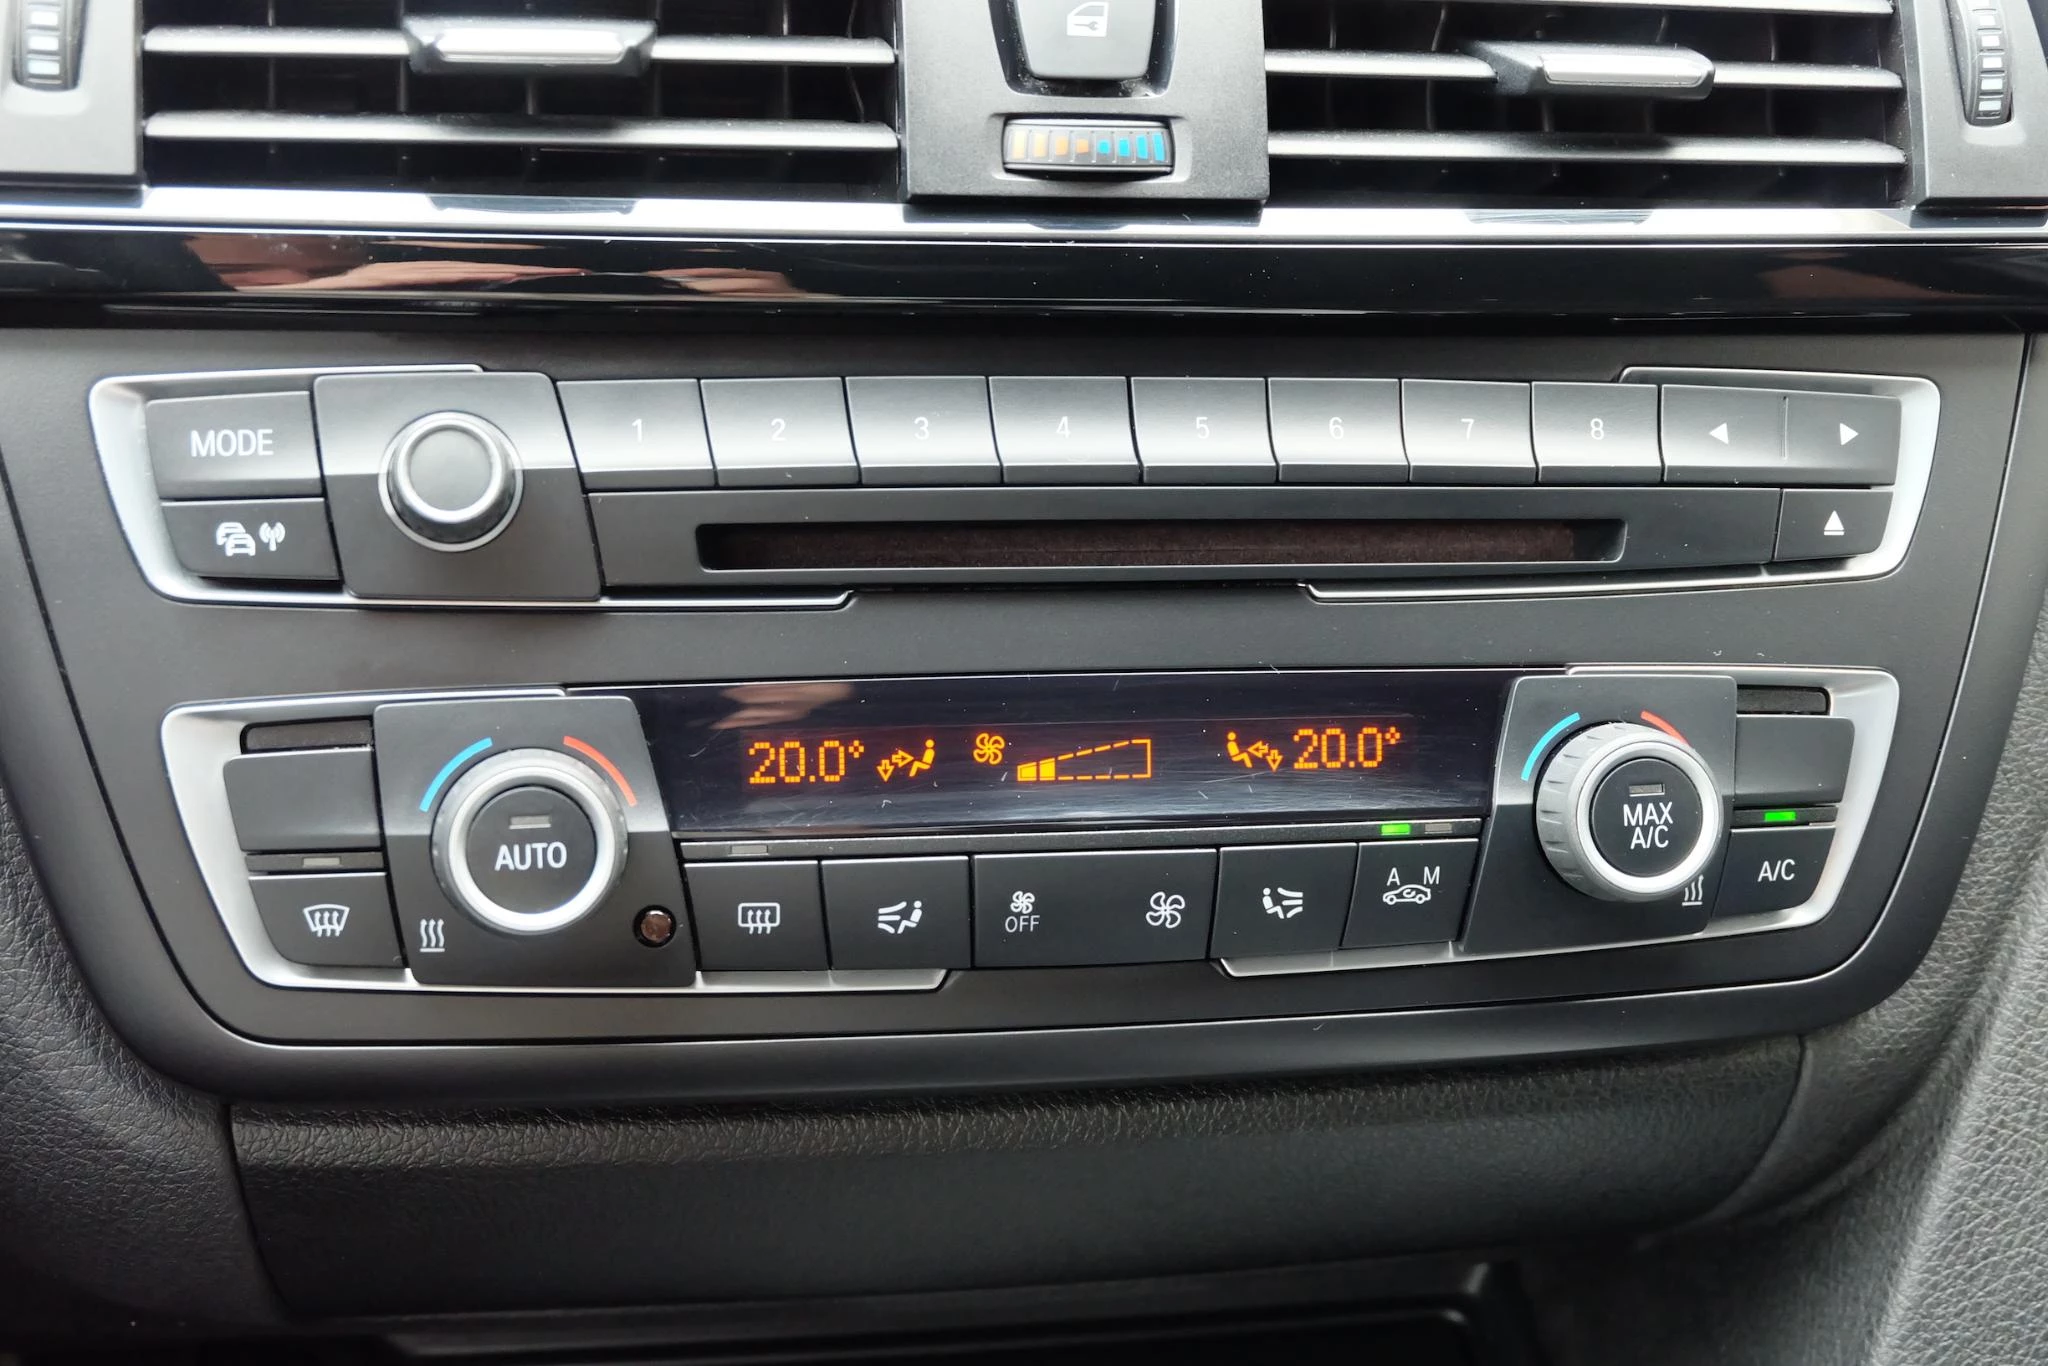 MODE
1 2 3 4 5 6 7 8
20.0° 20.0°
AUTO
OFF
A M
MAX
A/C
A/C